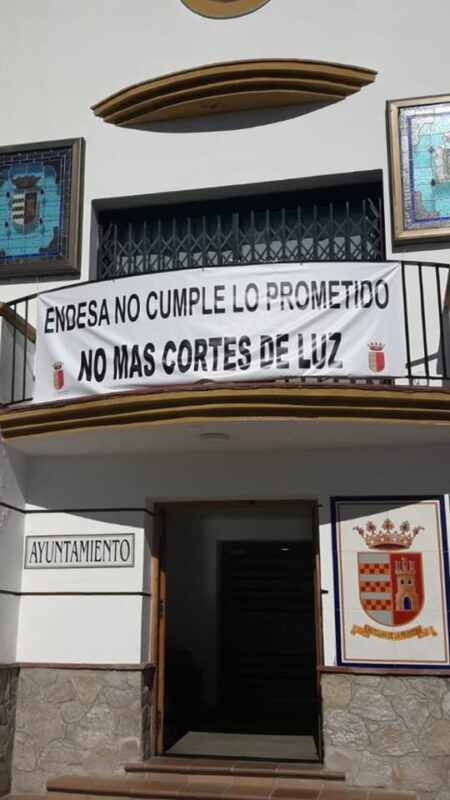 ENDESA NO CUMPLE LO PROMETIDO
NO MAS CORTES DE LUZ
AYUNTAMIENTO